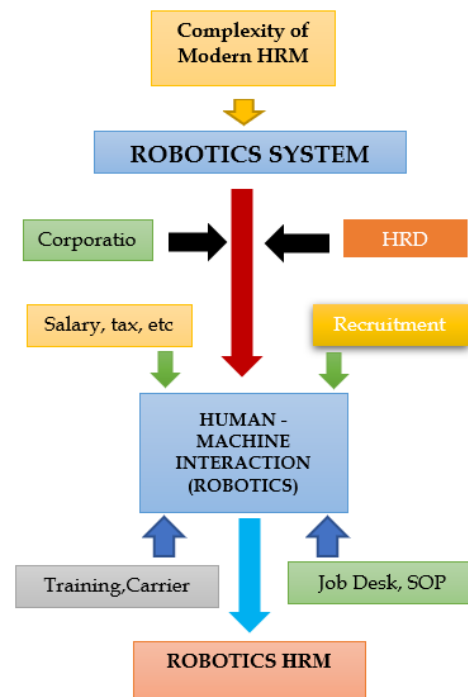 Complexity of
Modern HRM
ROBOTICS SYSTEM
Corporatio
HRD
Salary, tax, etc
Recruitment
HUMAN -
MACHINE
INTERACTION
(ROBOTICS)
Training,Carrier
Job Desk, SOP
ROBOTICS HRM